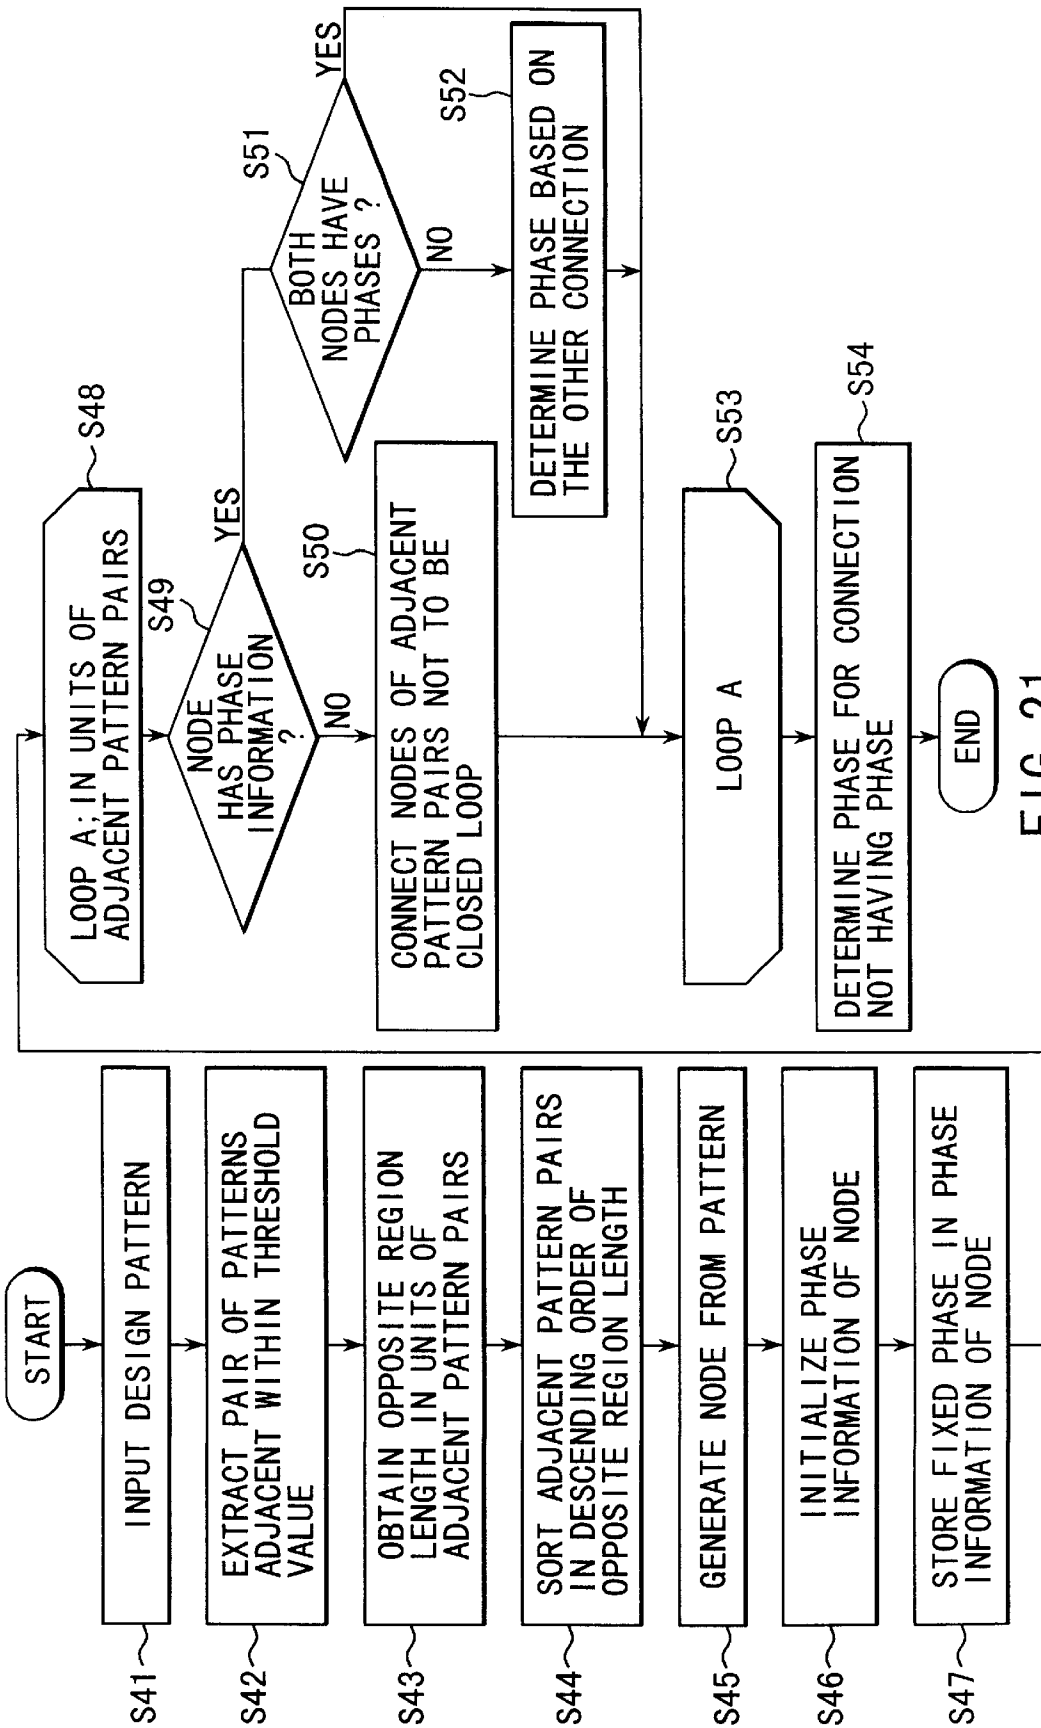 START
S41
INPUT DESIGN PATTERN
S42
EXTRACT PAIR OF PATTERNS
ADJACENT WITHIN THRESHOLD
VALUE
S43
OBTAIN OPPOSITE REGION
LENGTH IN UNITS OF
ADJACENT PATTERN PAIRS
S44
SORT ADJACENT PATTERN PAIRS
IN DESCENDING ORDER OF
OPPOSITE REGION LENGTH
S45
GENERATE NODE FROM PATTERN
S46
INITIALIZE PHASE
INFORMATION OF NODE
S47
STORE FIXED PHASE IN PHASE
INFORMATION OF NODE
S48
LOOP A;IN UNITS OF
ADJACENT PATTERN PAIRS
S49
NODE
HAS PHASE
INFORMATION
?
YES
NO
S50
CONNECT NODES OF ADJACENT
PATTERN PAIRS NOT TO BE
CLOSED LOOP
S51
BOTH
NODES HAVE
PHASES ?
YES
NO
S52
DETERMINE PHASE BASED ON
THE OTHER CONNECTION
S53
LOOP A
S54
DETERMINE PHASE FOR CONNECTION
NOT HAVING PHASE
END
FIG. 21